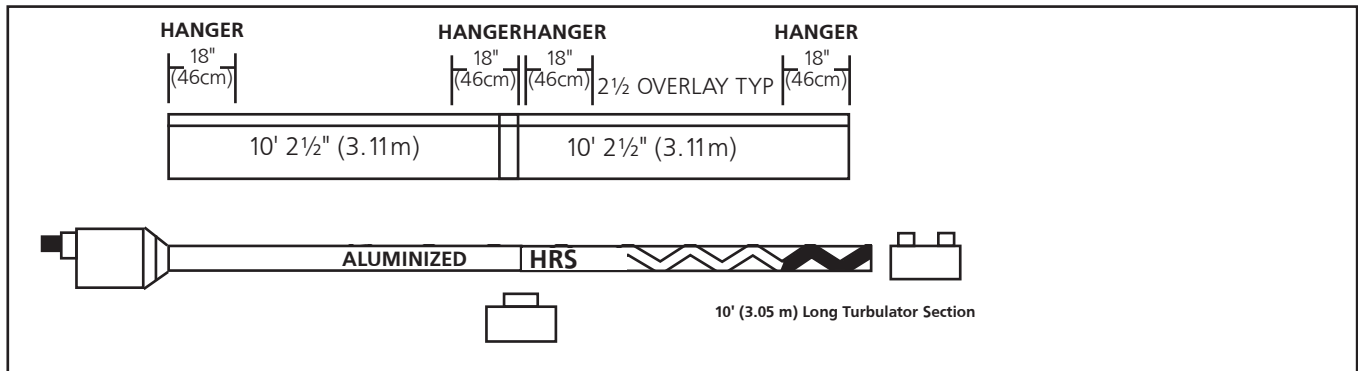 HANGER HANGERHANGER HANGER
18" 18" 18" 18"
(46cm) (46cm) (46cm) 2½ OVERLAY TYP (46cm)
10' 2½" (3.11m) 10' 2½" (3.11m)
ALUMINIZED HRS
10' (3.05 m) Long Turbulator Section